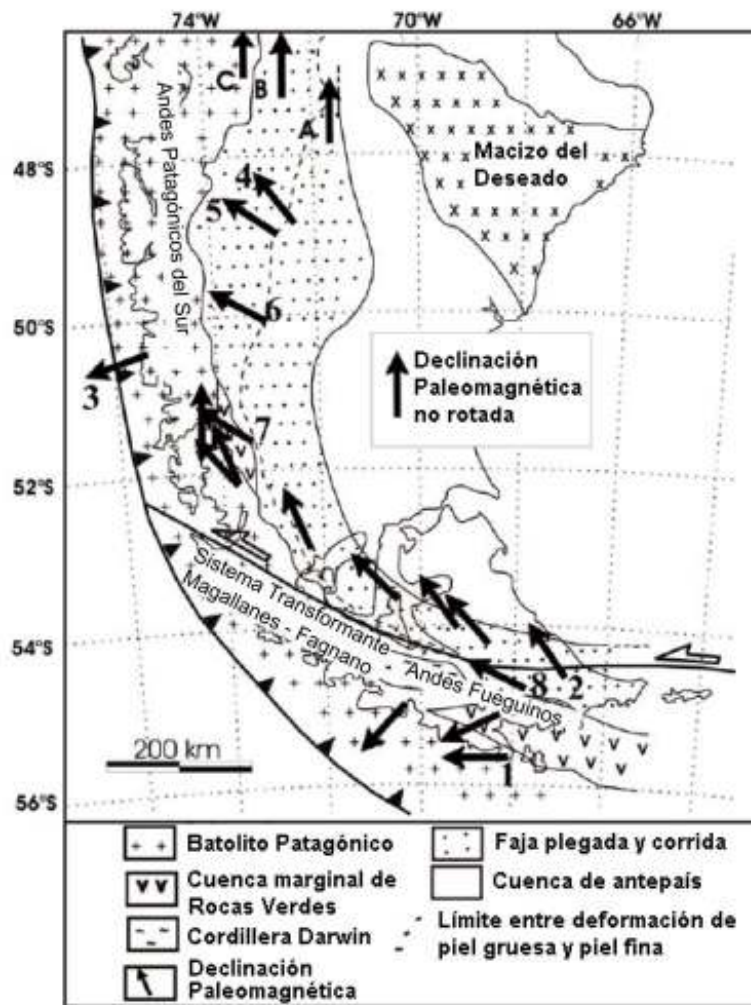 74°W
70°W
66°W
C
B
A
Andes Patagónicos del Sur
Macizo del
Deseado
48°S
4
5
6
50°S
Declinación
Paleomagnética
no rotada
3
7
52°S
Sistema Transformante
Magallanes - Fagnano
Andes Fueguinos
54°S
8
2
1
200 km
56°S
Batolito Patagónico
Faja plegada y corrida
Cuenca marginal de
Rocas Verdes
Cuenca de antepaís
Cordillera Darwin
Límite entre deformación de
piel gruesa y piel fina
Declinación
Paleomagnética